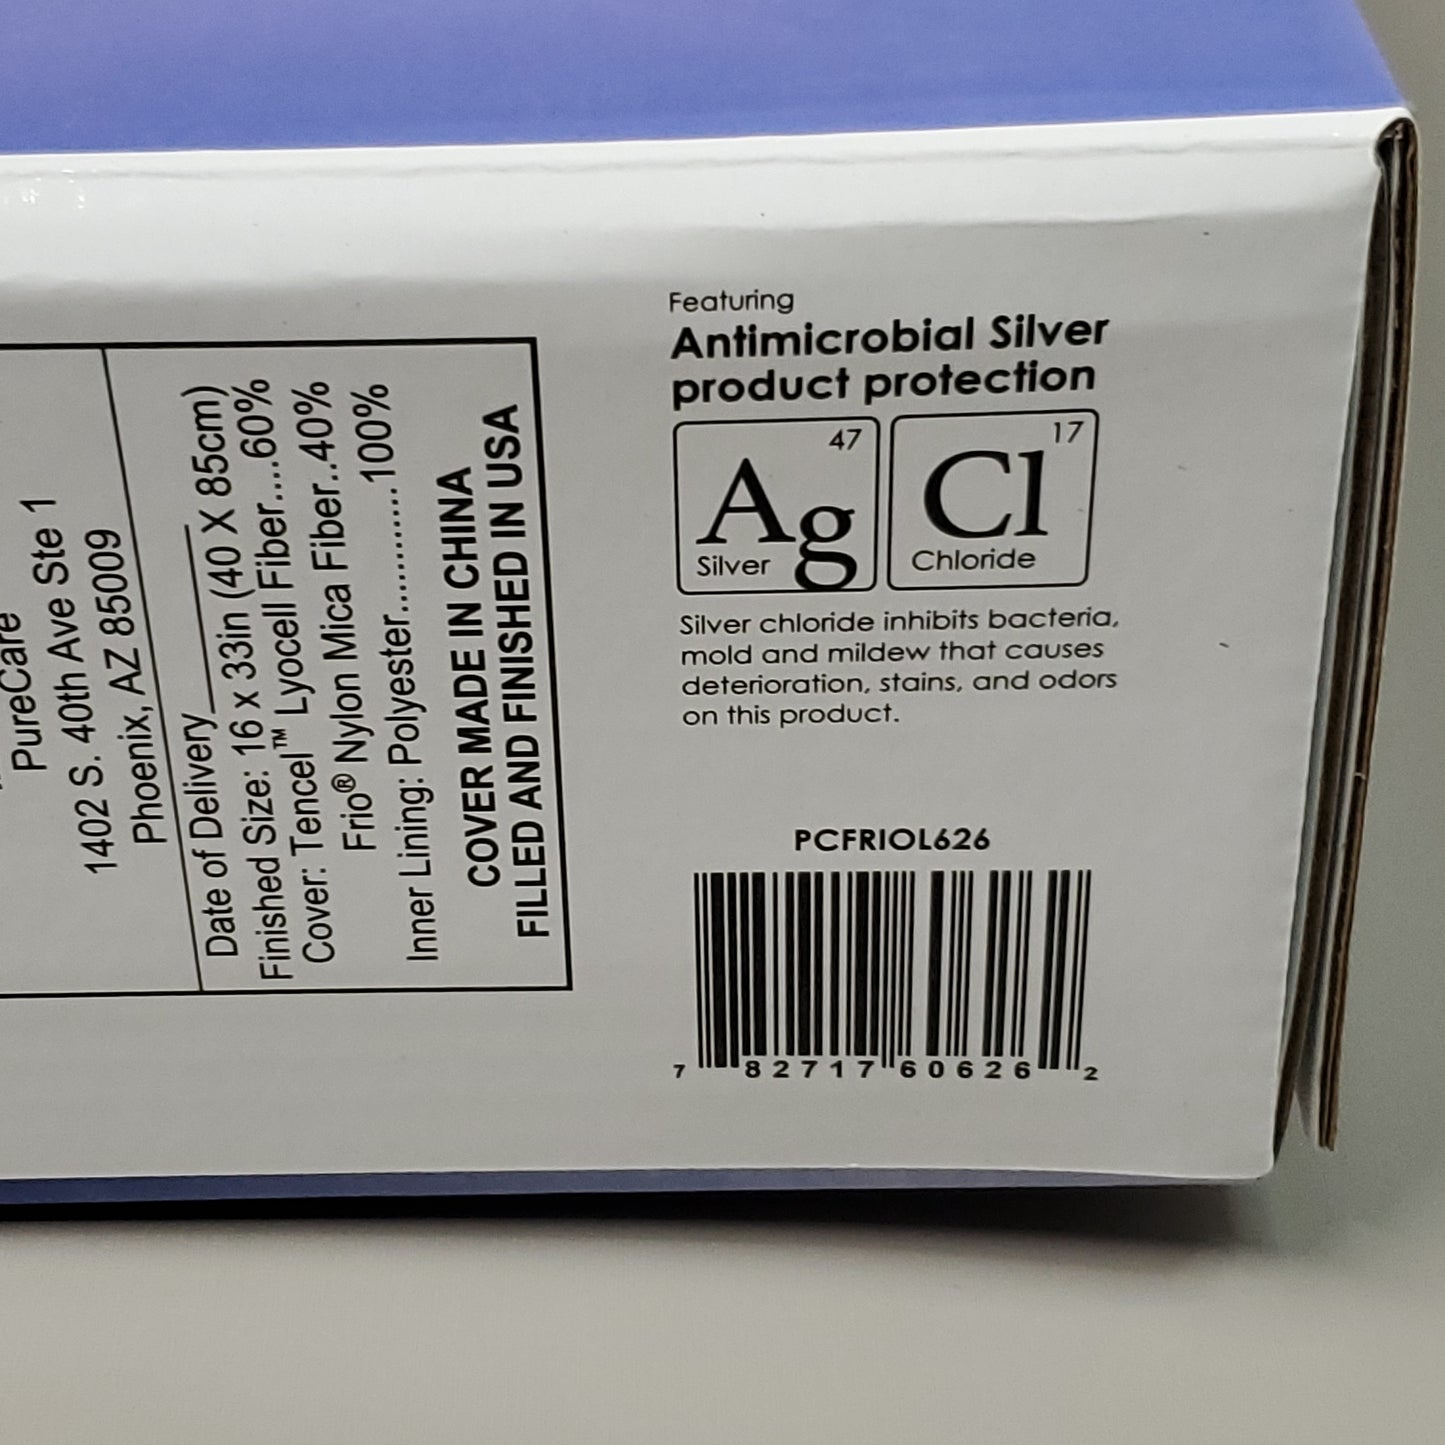 PureCare
1402 S. 40th Ave Ste 1
Phoenix, AZ 85009
Date of Delivery
Finished Size: 16 x 33in (40 X 85cm)
Cover: Tencel™ Lyocell Fiber....60%
Frio® Nylon Mica Fiber..40%
Inner Lining: Polyester...........100%
COVER MADE IN CHINA
FILLED AND FINISHED IN USA
Featuring
Antimicrobial Silver
product protection
47
Ag
Silver
17
Cl
Chloride
Silver chloride inhibits bacteria,
mold and mildew that causes
deterioration, stains, and odors
on this product.
PCFRIOL626
7 82717 60626 2